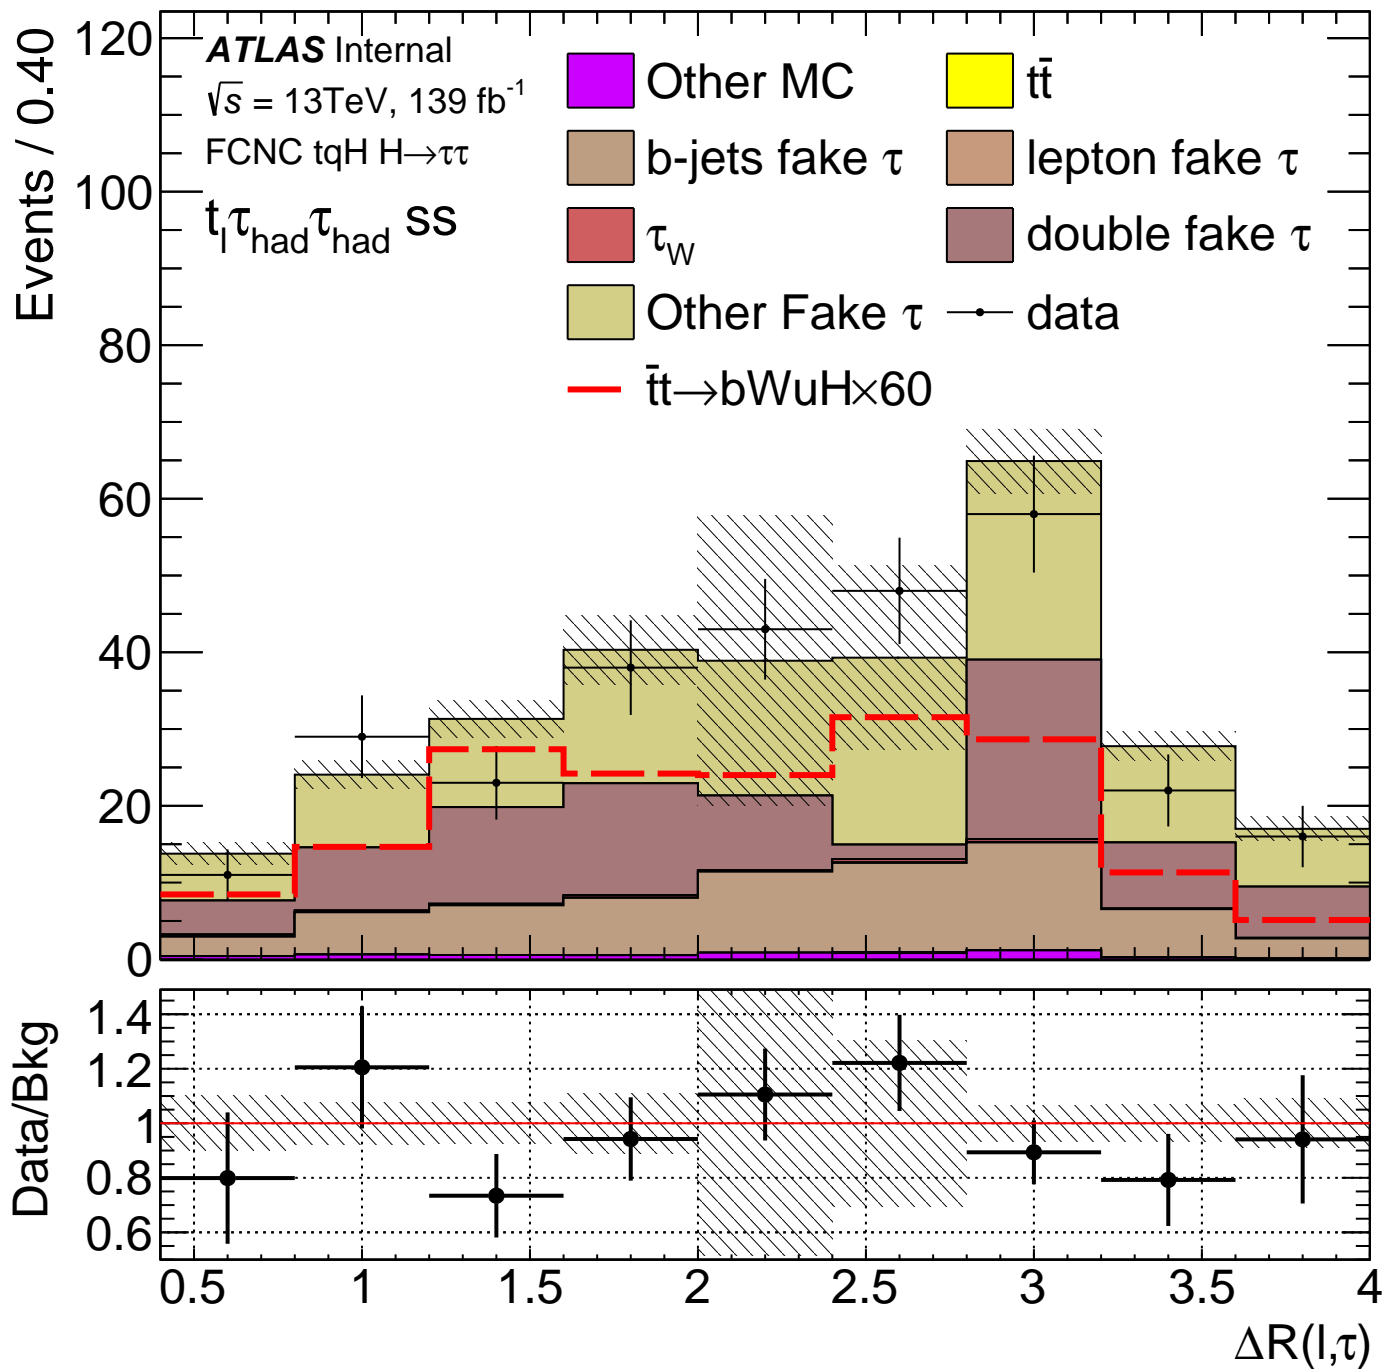 Events / 0.40
120
100
80
60
40
20
0
ATLAS Internal
√s = 13TeV, 139 fb⁻¹
FCNC tqH H→ττ
tₗτ_hadτ_had SS
Other MC
tt̄
b-jets fake τ
lepton fake τ
τ_W
double fake τ
Other Fake τ
data
t̄t→bWuH×60
Data/Bkg
1.4
1.2
1
0.8
0.6
0.5 1 1.5 2 2.5 3 3.5 4
ΔR(l,τ)